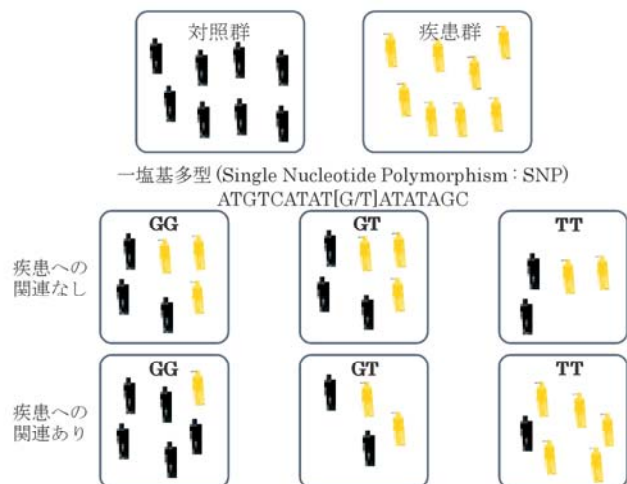 対照群
疾患群
一塩基多型 (Single Nucleotide Polymorphism : SNP)
ATGTCATAT[G/T]ATATAGC
GG
GT
TT
疾患への
関連なし
GG
GT
TT
疾患への
関連あり